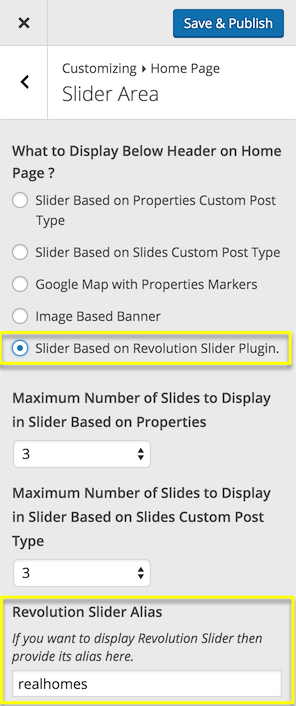 Save & Publish
Customizing ▸ Home Page
Slider Area
What to Display Below Header on Home
Page ?
Slider Based on Properties Custom Post
Type
Slider Based on Slides Custom Post Type
Google Map with Properties Markers
Image Based Banner
Slider Based on Revolution Slider Plugin.
Maximum Number of Slides to Display
in Slider Based on Properties
3
Maximum Number of Slides to Display
in Slider Based on Slides Custom Post
Type
3
Revolution Slider Alias
If you want to display Revolution Slider then
provide its alias here.
realhomes